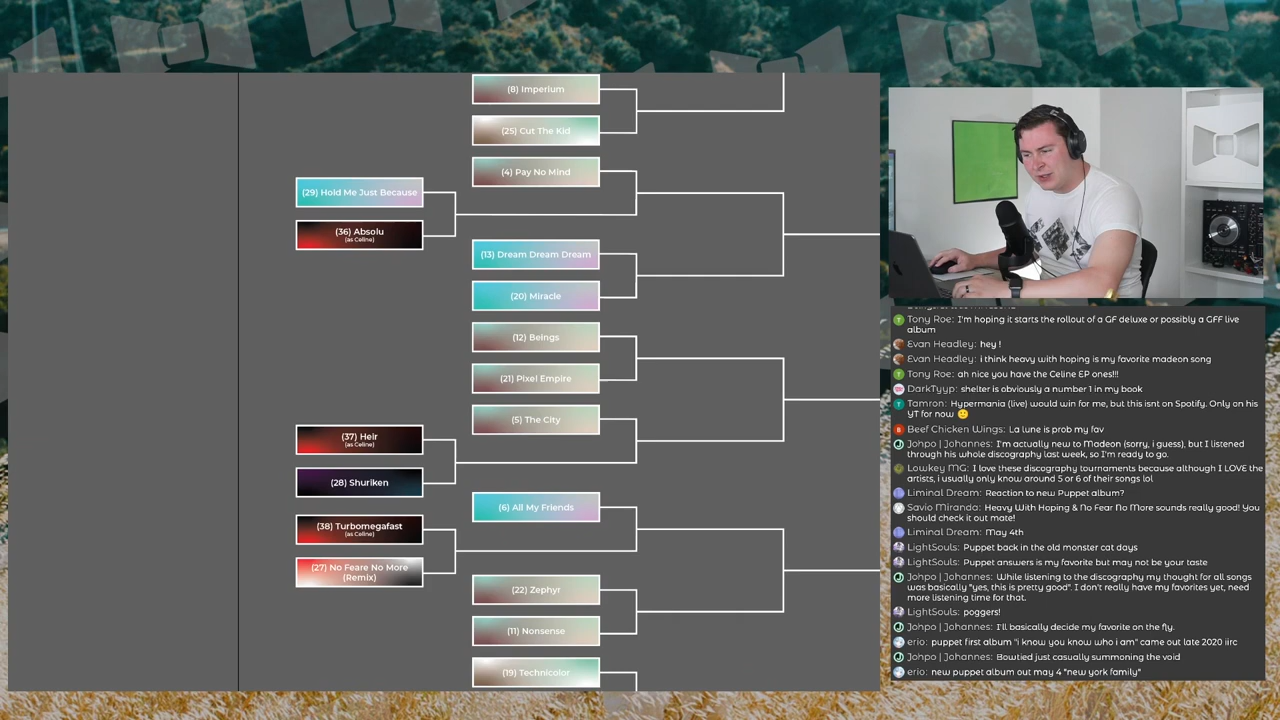 (8) Imperium
(25) Cut The Kid
(4) Pay No Mind
(29) Hold Me Just Because
(36) Absolu
(as Celine)
(13) Dream Dream Dream
(20) Miracle
(12) Beings
(21) Pixel Empire
(5) The City
(37) Heir
(as Celine)
(28) Shuriken
(6) All My Friends
(38) Turbomegafast
(as Celine)
(27) No Feare No More
(Remix)
(22) Zephyr
(11) Nonsense
(19) Technicolor
Tony Roe: I'm hoping it starts the rollout of a GF deluxe or possibly a GFF live
album
Evan Headley: hey !
Evan Headley: i think heavy with hoping is my favorite madeon song
Tony Roe: ah nice you have the Celine EP ones!!!
DarkTyyp: shelter is obviously a number 1 in my book
Tamron: Hypermania (live) would win for me, but this isnt on Spotify. Only on his
YT for now 🙂
Beef Chicken Wings: La lune is prob my fav
Johpo | Johannes: I'm actually new to Madeon (sorry, i guess), but I listened
through his whole discography last week, so I'm ready to go.
Lowkey MG: I love these discography tournaments because although I LOVE the
artists, i usually only know around 5 or 6 of their songs lol
Liminal Dream: Reaction to new Puppet album?
Savio Miranda: Heavy With Hoping & No Fear No More sounds really good! You
should check it out mate!
Liminal Dream: May 4th
LightSouls: Puppet back in the old monster cat days
LightSouls: Puppet answers is my favorite but may not be your taste
Johpo | Johannes: While listening to the discography my thought for all songs
was basically "yes, this is pretty good". I don't really have my favorites yet, need
more listening time for that.
LightSouls: poggers!
Johpo | Johannes: I'll basically decide my favorite on the fly.
erio: puppet first album "i know you know who i am" came out late 2020 iirc
Johpo | Johannes: Bowtied just casually summoning the void
erio: new puppet album out may 4 "new york family"